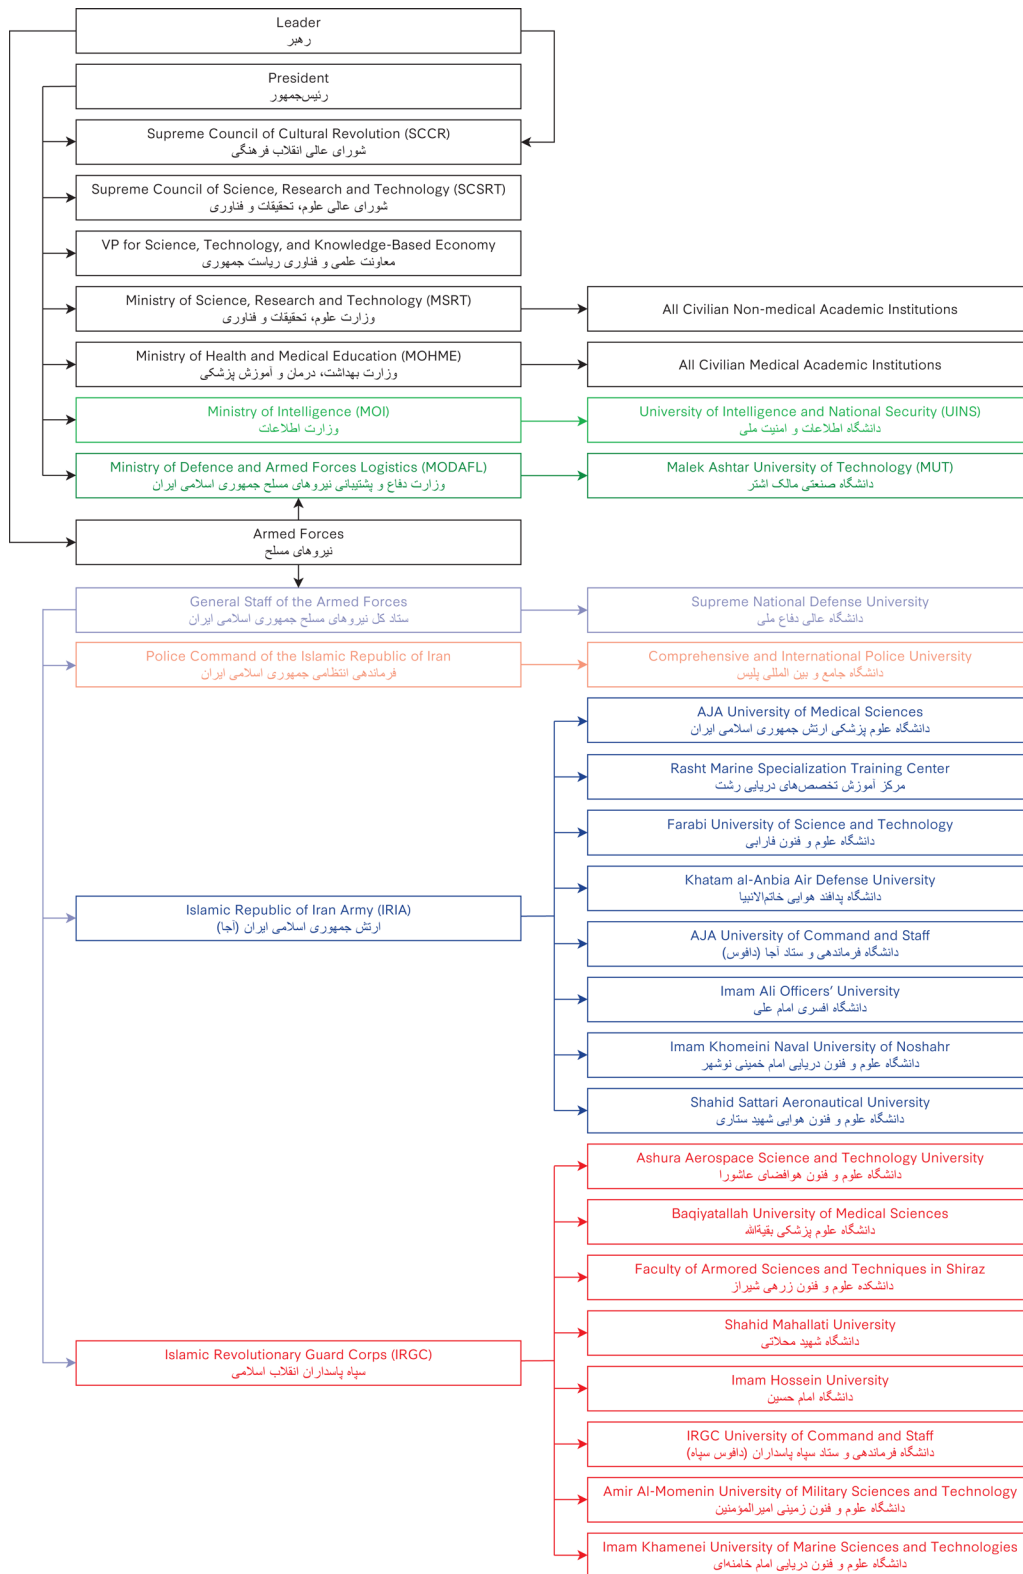 Leader
رهبر
President
رئیس‌جمهور
Supreme Council of Cultural Revolution (SCCR)
شورای عالی انقلاب فرهنگی
Supreme Council of Science, Research and Technology (SCSRT)
شورای عالی علوم، تحقیقات و فناوری
VP for Science, Technology, and Knowledge-Based Economy
معاونت علمی و فناوری ریاست جمهوری
Ministry of Science, Research and Technology (MSRT)
وزارت علوم، تحقیقات و فناوری
All Civilian Non-medical Academic Institutions
Ministry of Health and Medical Education (MOHME)
وزارت بهداشت، درمان و آموزش پزشکی
All Civilian Medical Academic Institutions
Ministry of Intelligence (MOI)
وزارت اطلاعات
University of Intelligence and National Security (UINS)
دانشگاه اطلاعات و امنیت ملی
Ministry of Defence and Armed Forces Logistics (MODAFL)
وزارت دفاع و پشتیبانی نیروهای مسلح جمهوری اسلامی ایران
Malek Ashtar University of Technology (MUT)
دانشگاه صنعتی مالک اشتر
Armed Forces
نیروهای مسلح
General Staff of the Armed Forces
ستاد کل نیروهای مسلح جمهوری اسلامی ایران
Supreme National Defense University
دانشگاه عالی دفاع ملی
Police Command of the Islamic Republic of Iran
فرماندهی انتظامی جمهوری اسلامی ایران
Comprehensive and International Police University
دانشگاه جامع و بین المللی پلیس
Islamic Republic of Iran Army (IRIA)
ارتش جمهوری اسلامی ایران (آجا)
AJA University of Medical Sciences
دانشگاه علوم پزشکی ارتش جمهوری اسلامی ایران
Rasht Marine Specialization Training Center
مرکز آموزش تخصص‌های دریایی رشت
Farabi University of Science and Technology
دانشگاه علوم و فنون فارابی
Khatam al-Anbia Air Defense University
دانشگاه پدافند هوایی خاتم‌الانبیا
AJA University of Command and Staff
دانشگاه فرماندهی و ستاد آجا (دافوس)
Imam Ali Officers’ University
دانشگاه افسری امام علی
Imam Khomeini Naval University of Noshahr
دانشگاه علوم و فنون دریایی امام خمینی نوشهر
Shahid Sattari Aeronautical University
دانشگاه علوم و فنون هوایی شهید ستاری
Islamic Revolutionary Guard Corps (IRGC)
سپاه پاسداران انقلاب اسلامی
Ashura Aerospace Science and Technology University
دانشگاه علوم و فنون هوافضای عاشورا
Baqiyatallah University of Medical Sciences
دانشگاه علوم پزشکی بقیةالله
Faculty of Armored Sciences and Techniques in Shiraz
دانشکده علوم و فنون زرهی شیراز
Shahid Mahallati University
دانشگاه شهید محلاتی
Imam Hossein University
دانشگاه امام حسین
IRGC University of Command and Staff
دانشگاه فرماندهی و ستاد سپاه پاسداران (دافوس سپاه)
Amir Al-Momenin University of Military Sciences and Technology
دانشگاه علوم و فنون زمینی امیرالمؤمنین
Imam Khamenei University of Marine Sciences and Technologies
دانشگاه علوم و فنون دریایی امام خامنه‌ای